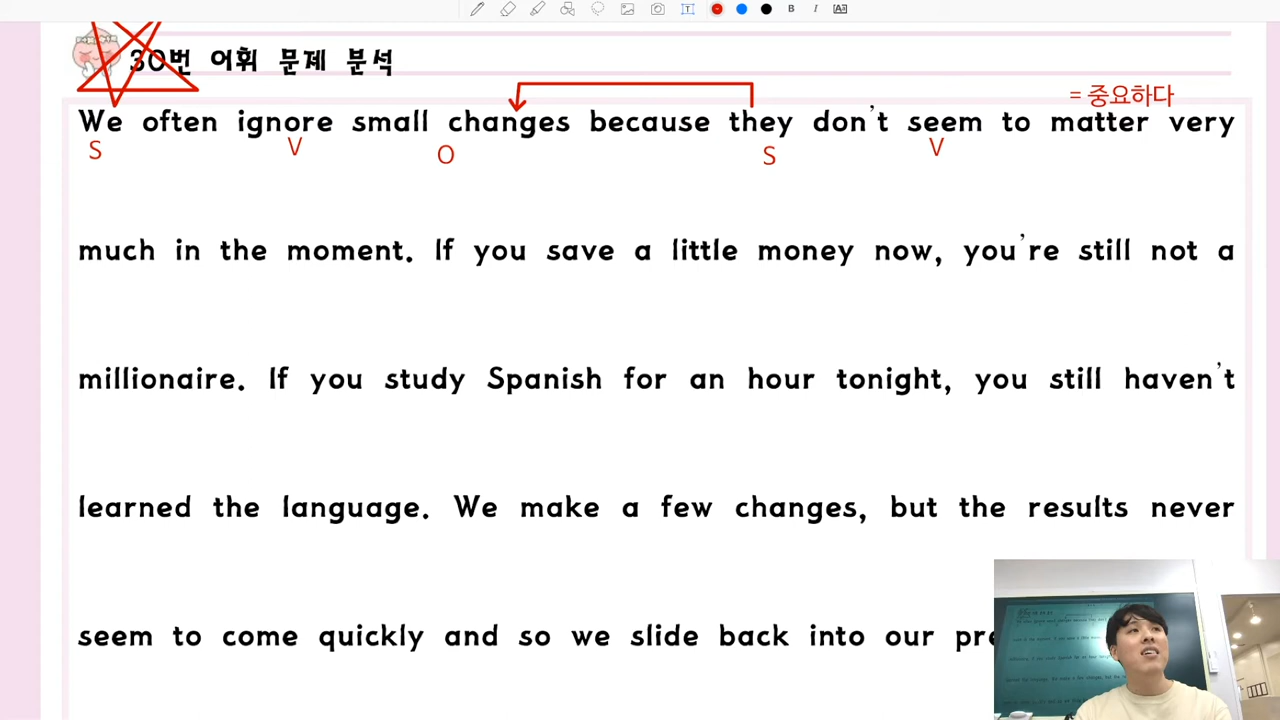 30번 어휘 문제 분석
= 중요하다
We often ignore small changes because they don't seem to matter very
S V O S V
much in the moment. If you save a little money now, you're still not a
millionaire. If you study Spanish for an hour tonight, you still haven't
learned the language. We make a few changes, but the results never
seem to come quickly and so we slide back into our